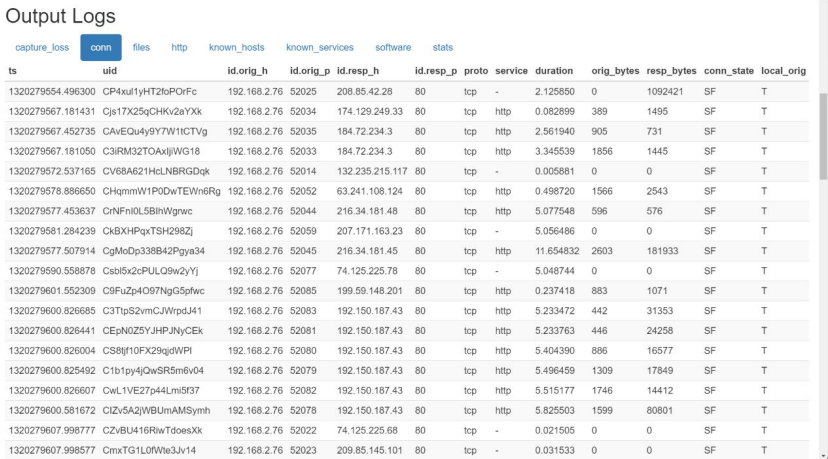 Output Logs
capture_loss conn files http known_hosts known_services software stats
ts uid id.orig_h id.orig_p id.resp_h id.resp_p proto service duration orig_bytes resp_bytes conn_state local_orig
1320279554.496300 CP4xul1yHT2foPOrFc 192.168.2.76 52025 208.85.42.28 80 tcp - 2.125850 0 1092421 SF T
1320279567.181431 Cjs17X25qCHKv2aYXk 192.168.2.76 52034 174.129.249.33 80 tcp http 0.082899 389 1495 SF T
1320279567.452735 CAvEQu4y9Y7W1tCTVg 192.168.2.76 52035 184.72.234.3 80 tcp http 2.561940 905 731 SF T
1320279567.181050 C3iRM32TOAxIjiWG18 192.168.2.76 52033 184.72.234.3 80 tcp http 3.345539 1856 1445 SF T
1320279572.537165 CV68A621HcLNBRGDqk 192.168.2.76 52014 132.235.215.117 80 tcp - 0.005881 0 0 SF T
1320279578.886650 CHqmmW1P0DwTEWn6Rg 192.168.2.76 52052 63.241.108.124 80 tcp http 0.498720 1566 2543 SF T
1320279577.453637 CrNFnI0L5BIhWgrwc 192.168.2.76 52044 216.34.181.48 80 tcp http 5.077548 596 576 SF T
1320279581.284239 CkBXHPqxTSH298Zj 192.168.2.76 52059 207.171.163.23 80 tcp - 5.056486 0 0 SF T
1320279577.507914 CgMoDp338B42Pgya34 192.168.2.76 52045 216.34.181.45 80 tcp http 11.654832 2603 181933 SF T
1320279590.558878 Csbl5x2cPULQ9w2yYj 192.168.2.76 52077 74.125.225.78 80 tcp - 5.048744 0 0 SF T
1320279601.552309 C9FuZp4O97NgG5pfwc 192.168.2.76 52085 199.59.148.201 80 tcp http 0.237418 883 1071 SF T
1320279600.826685 C3TtpS2vmCJWrpdJ41 192.168.2.76 52083 192.150.187.43 80 tcp http 5.233472 442 31353 SF T
1320279600.826441 CEpN0Z5YJHPJNyCEk 192.168.2.76 52081 192.150.187.43 80 tcp http 5.233763 446 24258 SF T
1320279600.826004 CS8tjf10FX29qjdWPl 192.168.2.76 52080 192.150.187.43 80 tcp http 5.404390 886 16577 SF T
1320279600.825492 C1b1py4jQwSR5m6v04 192.168.2.76 52079 192.150.187.43 80 tcp http 5.496459 1309 17849 SF T
1320279600.826607 CwL1VE27p44Lmi5f37 192.168.2.76 52082 192.150.187.43 80 tcp http 5.515177 1746 14412 SF T
1320279600.581672 CIZv5A2jWBUmAMSymh 192.168.2.76 52078 192.150.187.43 80 tcp http 5.825503 1599 80801 SF T
1320279607.998777 CZvBU416RiwTdoesXk 192.168.2.76 52022 74.125.225.68 80 tcp - 0.021505 0 0 SF T
1320279607.998577 CmxTG1L0fWte3Jv14 192.168.2.76 52023 209.85.145.101 80 tcp - 0.031533 0 0 SF T